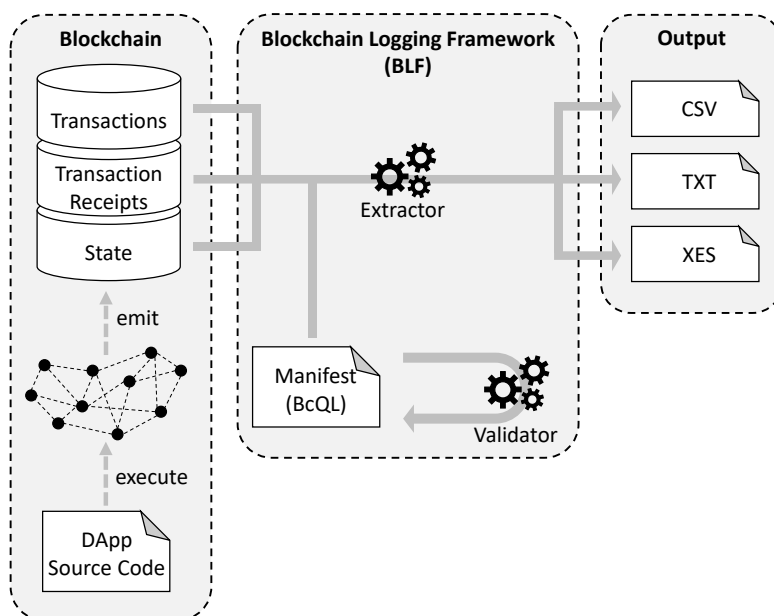 Blockchain
Transactions
Transaction
Receipts
State
emit
execute
DApp
Source Code
Blockchain Logging Framework
(BLF)
Extractor
Manifest
(BcQL)
Validator
Output
CSV
TXT
XES